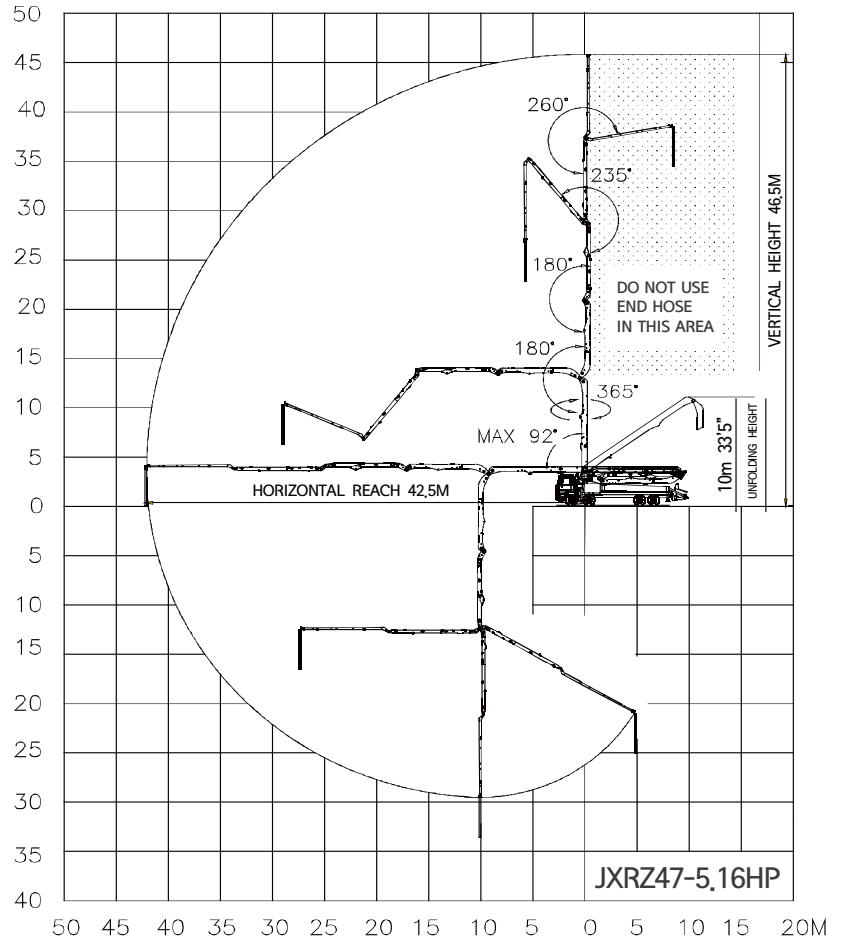 50
45
40
35
30
25
20
15
10
5
0
5
10
15
20
25
30
35
40
260°
235°
180°
DO NOT USE
END HOSE
IN THIS AREA
180°
365°
MAX 92°
HORIZONTAL REACH 42,5M
VERTICAL HEIGHT 46,5M
10m 33'5"
UNFOLDING HEIGHT
JXRZ47-5.16HP
50 45 40 35 30 25 20 15 10 5 0 5 10 15 20M